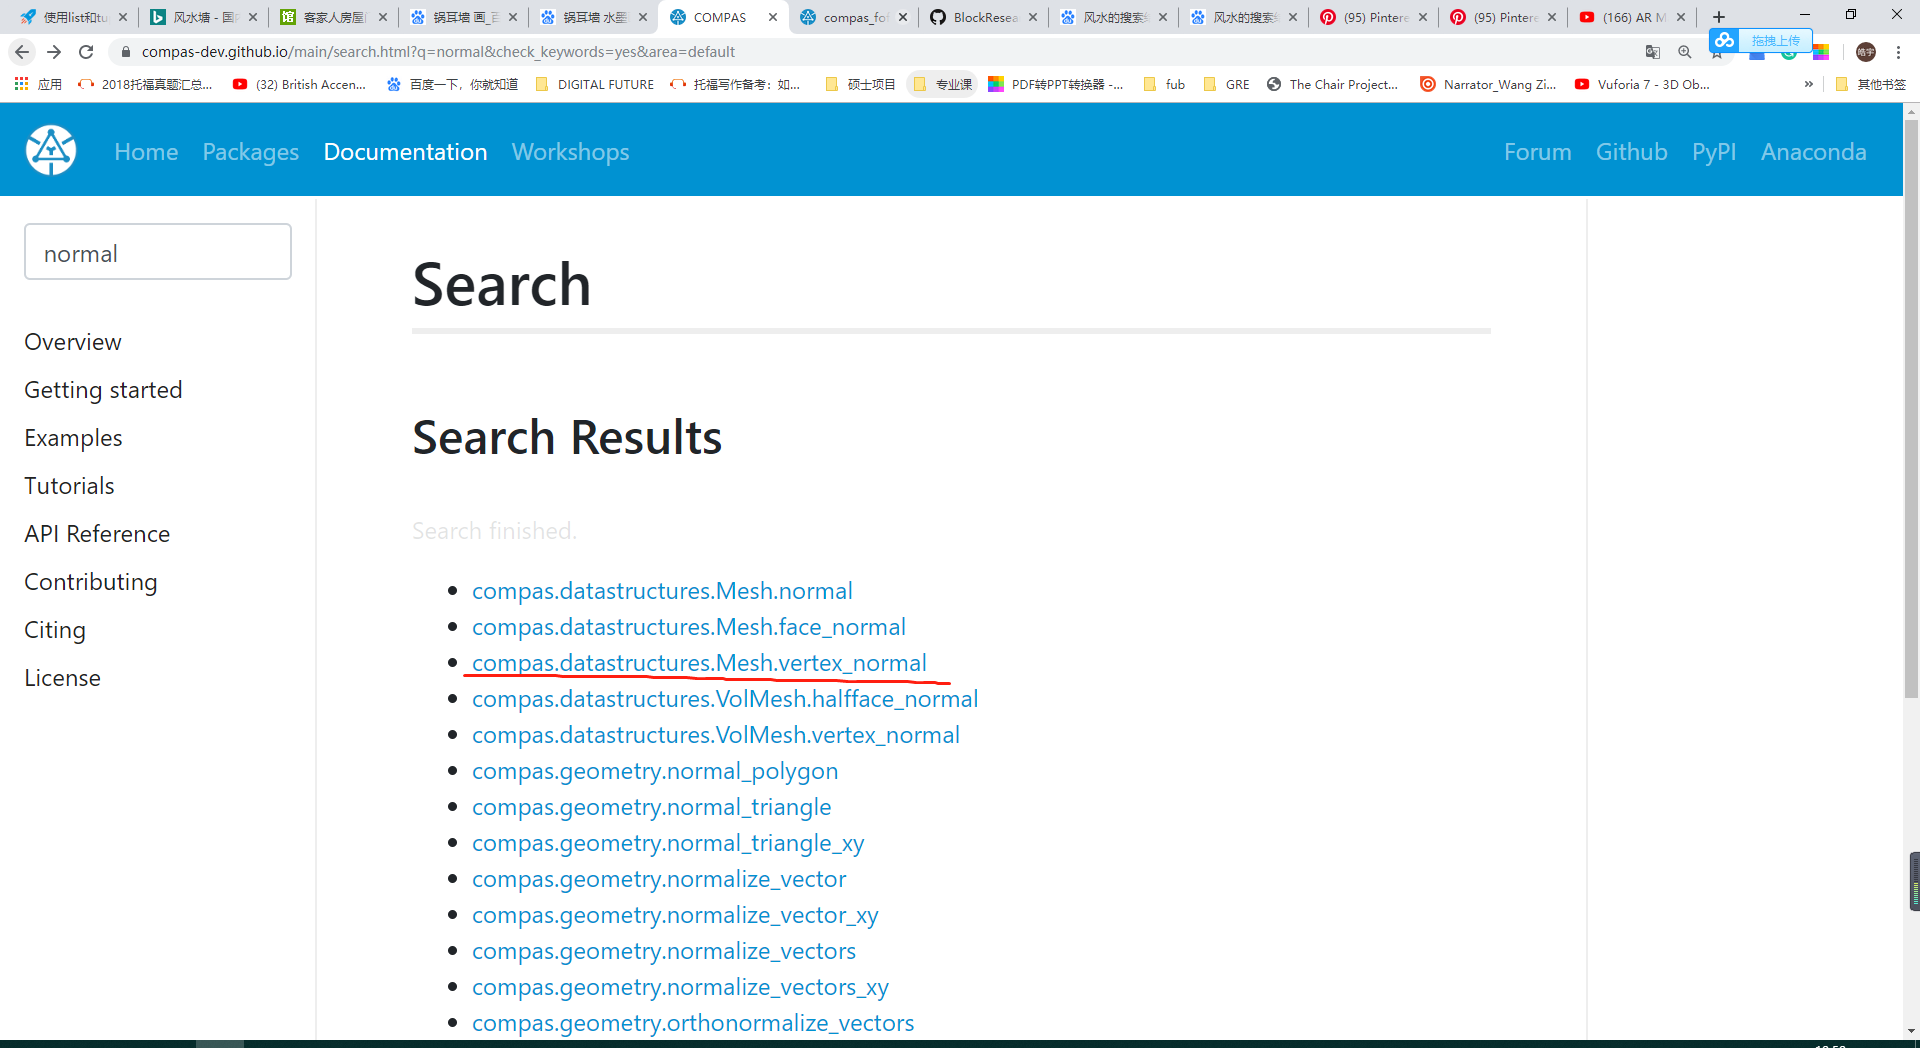 使用list和tu
风水塘 - 国
客家人房屋
锅耳墙 画_百
锅耳墙 水墨
COMPAS
compas_fof
BlockResea
风水的搜索
风水的搜索
(95) Pintere
(95) Pintere
(166) AR M
compas-dev.github.io/main/search.html?q=normal&check_keywords=yes&area=default
拖拽上传
皓宇
应用
2018托福真题汇总...
(32) British Accen...
百度一下，你就知道
DIGITAL FUTURE
托福写作备考：如...
硕士项目
专业课
PDF转PPT转换器 -...
fub
GRE
The Chair Project...
Narrator_Wang Zi...
Vuforia 7 - 3D Ob...
»
其他书签
Home Packages Documentation Workshops
Forum Github PyPI Anaconda
normal
Overview
Getting started
Examples
Tutorials
API Reference
Contributing
Citing
License
Search
Search Results
Search finished.
compas.datastructures.Mesh.normal
compas.datastructures.Mesh.face_normal
compas.datastructures.Mesh.vertex_normal
compas.datastructures.VolMesh.halfface_normal
compas.datastructures.VolMesh.vertex_normal
compas.geometry.normal_polygon
compas.geometry.normal_triangle
compas.geometry.normal_triangle_xy
compas.geometry.normalize_vector
compas.geometry.normalize_vector_xy
compas.geometry.normalize_vectors
compas.geometry.normalize_vectors_xy
compas.geometry.orthonormalize_vectors